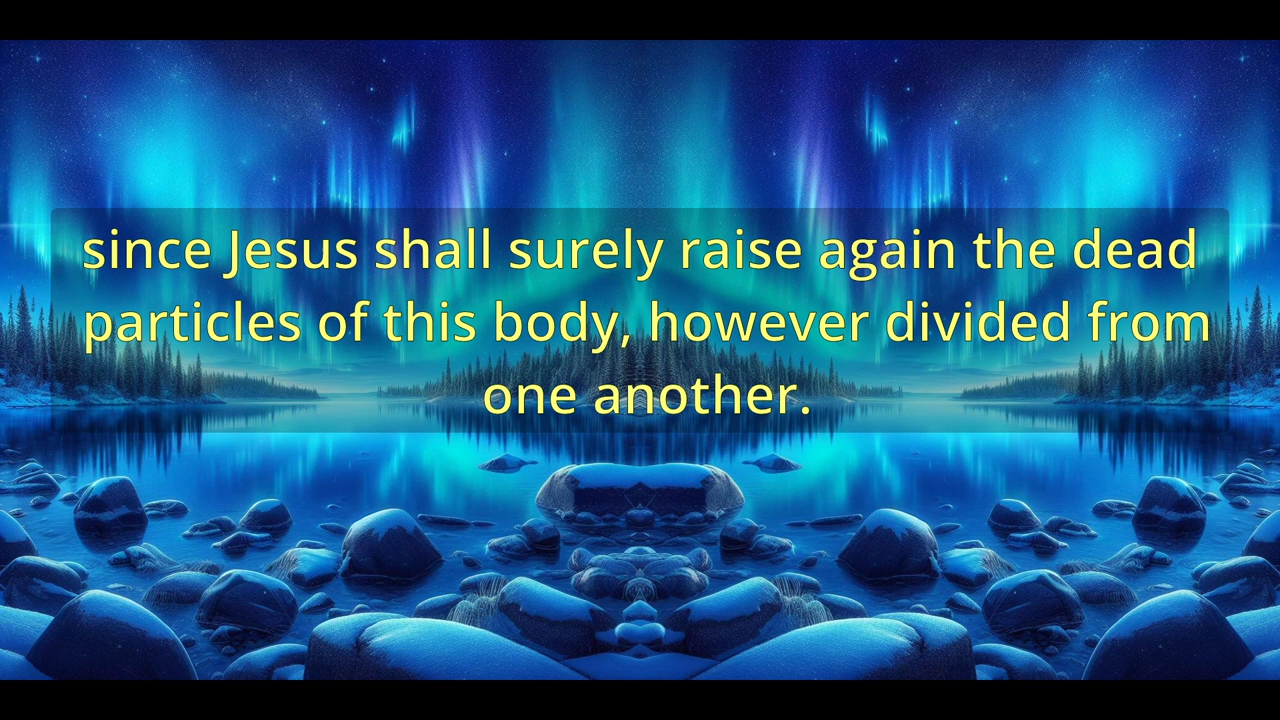 since Jesus shall surely raise again the dead
particles of this body, however divided from
one another.